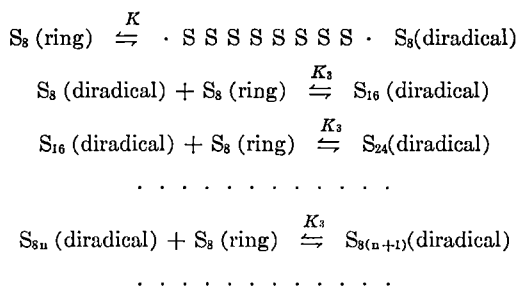 K
S₈ (ring) ⇋ · S S S S S S S S · S₈(diradical)
K₃
S₈ (diradical) + S₈ (ring) ⇋ S₁₆ (diradical)
K₃
S₁₆ (diradical) + S₈ (ring) ⇋ S₂₄(diradical)
. . . . . . . . . . . .
K₃
S₈ₙ (diradical) + S₈ (ring) ⇋ S₈₍ₙ₊₁₎(diradical)
. . . . . . . . . . . .